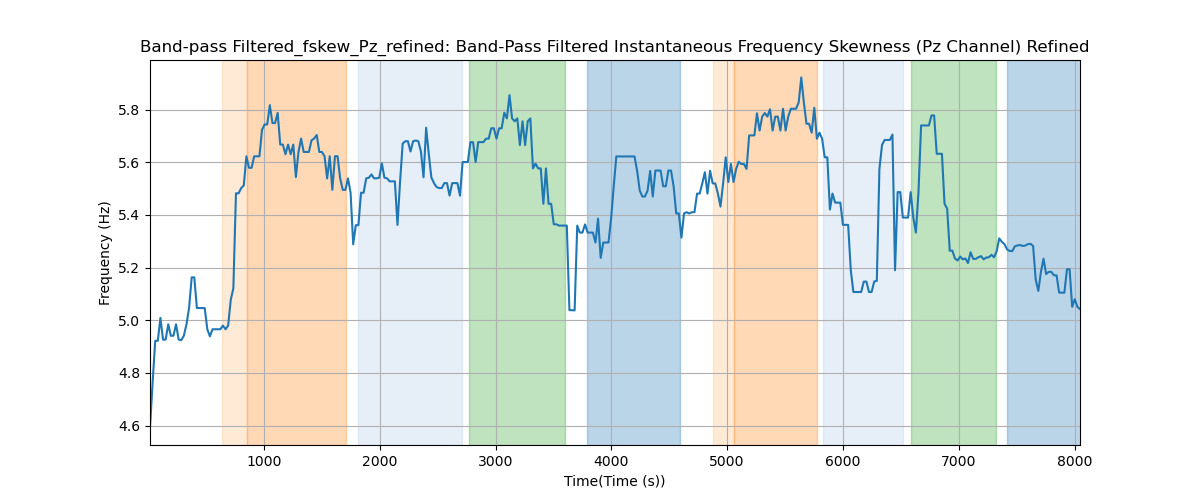 Band-pass Filtered_fskew_Pz_refined: Band-Pass Filtered Instantaneous Frequency Skewness (Pz Channel) Refined
Frequency (Hz)
5.8
5.6
5.4
5.2
5.0
4.8
4.6
1000 2000 3000 4000 5000 6000 7000 8000
Time(Time (s))